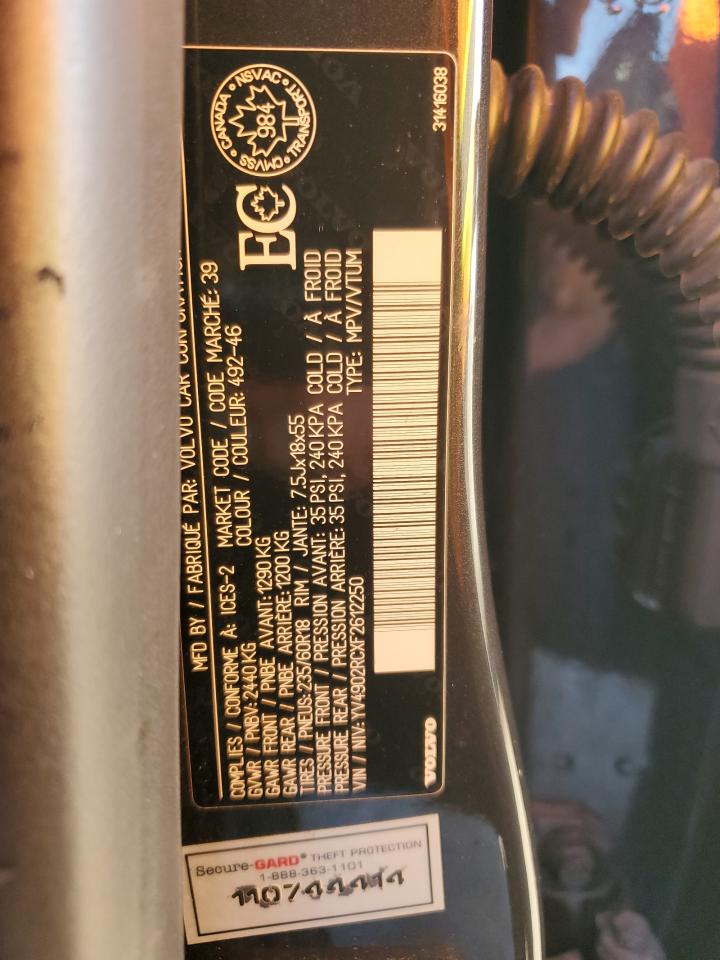 MFD BY / FABRIQUÉ PAR: VOLVO CAR CORPORATION
COMPLIES / CONFORME À: ICES-2 MARKET CODE / CODE MARCHÉ: 39
GVWR / PNBV: 2440 KG COLOUR / COULEUR: 492-46
GAWR FRONT / PNBE AVANT: 1290 KG
GAWR REAR / PNBE ARRIÈRE: 1200 KG
TIRES / PNEUS: 235/60R18 RIM / JANTE: 7.5Jx18x55
PRESSURE FRONT / PRESSION AVANT: 35 PSI, 240 KPA COLD / À FROID
PRESSURE REAR / PRESSION ARRIÈRE: 35 PSI, 240 KPA COLD / À FROID
VIN / NIV: YV4902RCXF2612250 TYPE: MPV/VTUM
CANADA • NSVAC • TRANSPORT • CMVSS
984
EC
VOLVO
31416038
Secure-GARD® THEFT PROTECTION
1-888-363-1101